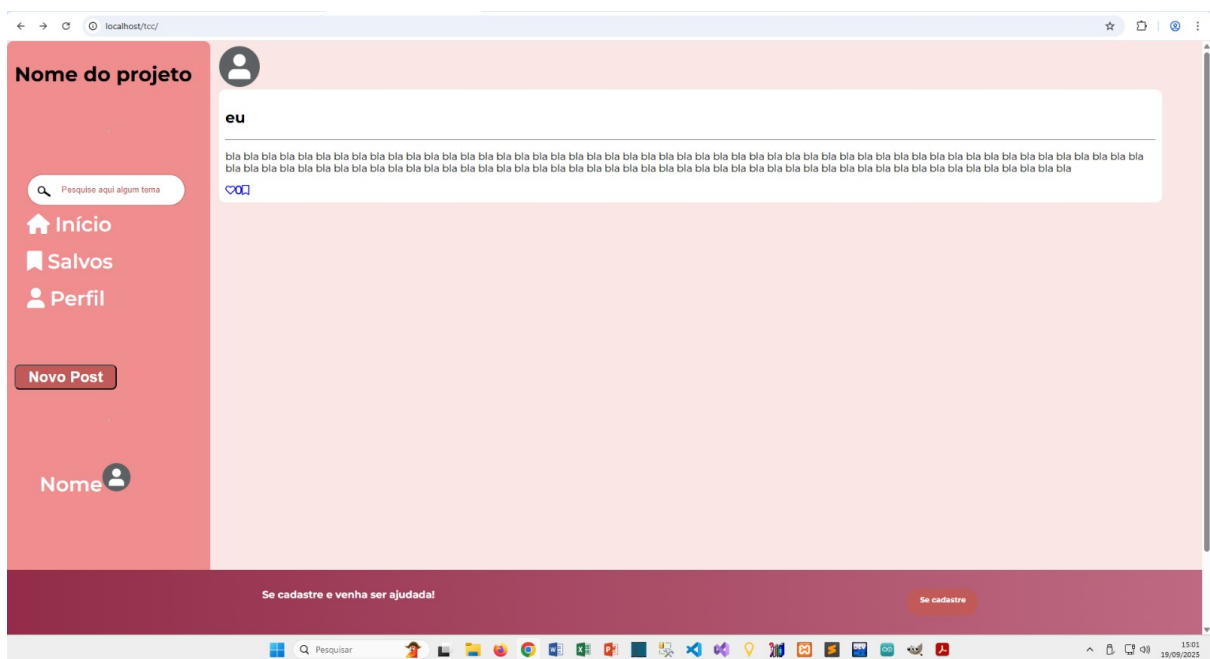 localhost/tcc/
Nome do projeto
Pesquise aqui algum tema
Início
Salvos
Perfil
Novo Post
Nome
eu
bla bla bla bla bla bla bla bla bla bla bla bla bla bla bla bla bla bla bla bla bla bla bla bla bla bla bla bla bla bla bla bla bla bla bla bla bla bla bla bla bla bla bla bla bla bla bla bla bla bla bla
bla bla bla bla bla bla bla bla bla bla bla bla bla bla bla bla bla bla bla bla bla bla bla bla bla bla bla bla bla bla bla bla bla bla bla bla bla bla bla bla bla bla bla bla bla bla bla
0
Se cadastre e venha ser ajudada!
Se cadastre
Pesquisar
15:01
19/09/2025